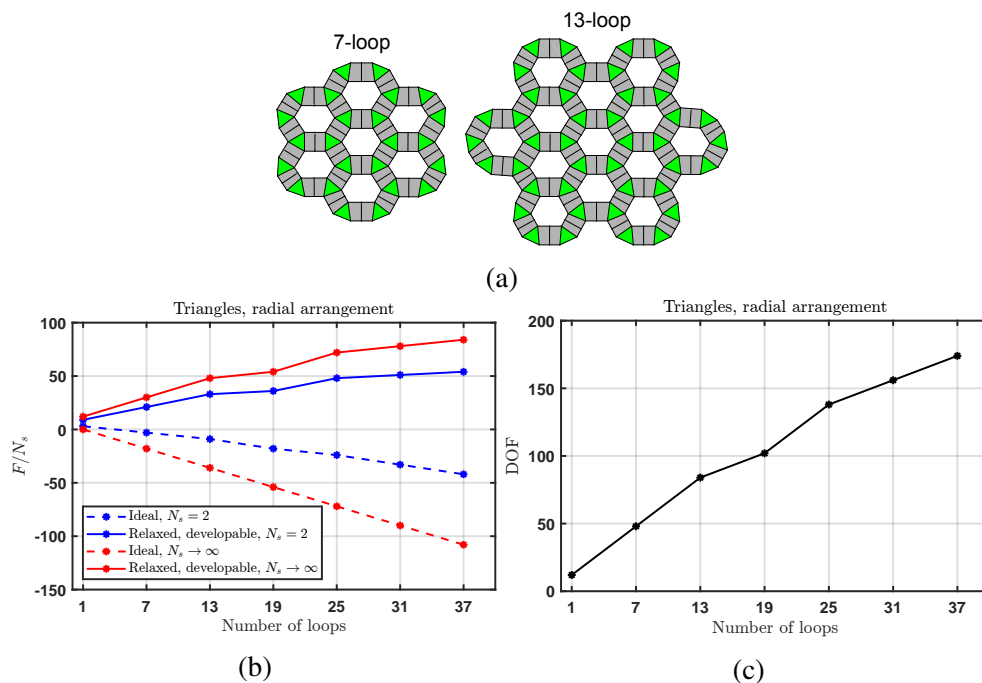 7-loop
13-loop
(a)
Triangles, radial arrangement
100
50
0
-50
-100
-150
F/N_s
Ideal, N_s = 2
Relaxed, developable, N_s = 2
Ideal, N_s → ∞
Relaxed, developable, N_s → ∞
1 7 13 19 25 31 37
Number of loops
(b)
Triangles, radial arrangement
200
150
100
50
0
DOF
1 7 13 19 25 31 37
Number of loops
(c)